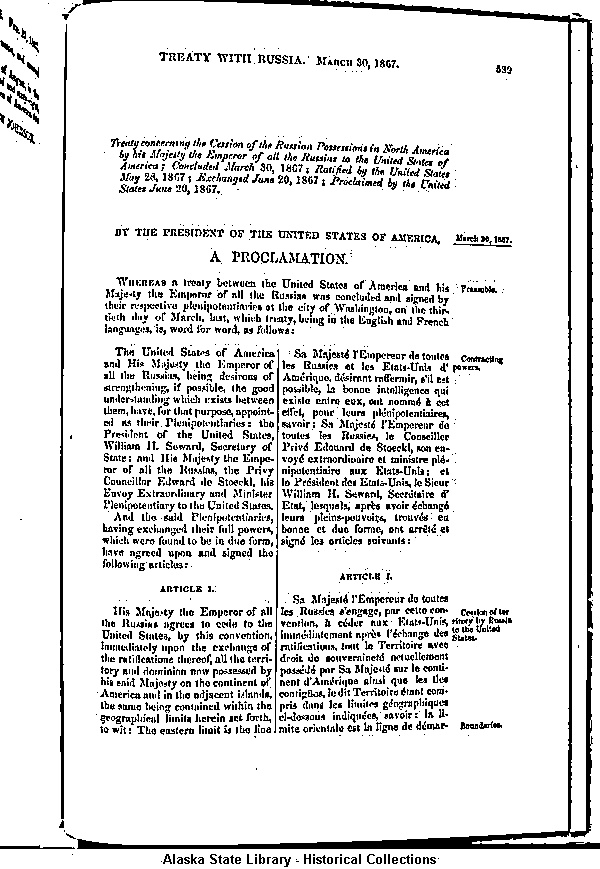 TREATY WITH RUSSIA. MARCH 30, 1867.
539
Treaty concerning the Cession of the Russian Possessions in North America
by his Majesty the Emperor of all the Russias to the United States of
America; Concluded March 30, 1867; Ratified by the United States
May 28, 1867; Exchanged June 20, 1867; Proclaimed by the United
States June 20, 1867.
BY THE PRESIDENT OF THE UNITED STATES OF AMERICA,
March 30, 1867.
A PROCLAMATION.
WHEREAS a treaty between the United States of America and his
Majesty the Emperor of all the Russias was concluded and signed by
their respective plenipotentiaries at the city of Washington, on the thir-
tieth day of March, last, which treaty, being in the English and French
languages, is, word for word, as follows:
Preamble.
The United States of America
and His Majesty the Emperor of
all the Russias, being desirous of
strengthening, if possible, the good
understanding which exists between
them, have, for that purpose, appoint-
ed as their Plenipotentiaries: the
President of the United States,
William H. Seward, Secretary of
State; and His Majesty the Empe-
ror of all the Russias, the Privy
Councillor Edward de Stoeckl, his
Envoy Extraordinary and Minister
Plenipotentiary to the United States.
And the said Plenipotentiaries,
having exchanged their full powers,
which were found to be in due form,
have agreed upon and signed the
following articles:
ARTICLE I.
His Majesty the Emperor of all
the Russias agrees to cede to the
United States, by this convention,
immediately upon the exchange of
the ratifications thereof, all the terri-
tory and dominion now possessed by
his said Majesty on the continent of
America and in the adjacent islands,
the same being contained within the
geographical limits herein set forth,
to wit: The eastern limit is the line
Sa Majesté l'Empereur de toutes
les Russies et les Etats-Unis d'
Amérique, désirant raffermir, s'il est
possible, la bonne intelligence qui
existe entre eux, ont nommé à cet
effet, pour leurs plénipotentiaires,
savoir: Sa Majesté l'Empereur de
toutes les Russies, le Conseiller
Privé Edouard de Stoeckl, son en-
voyé extraordinaire et ministre plé-
nipotentiaire aux Etats-Unis; et
le Président des Etats-Unis, le Sieur
William H. Seward, Secrétaire d'
Etat, lesquels, après avoir échangé
leurs pleins-pouvoirs, trouvés en
bonne et due forme, ont arrêté et
signé les articles suivants:
ARTICLE I.
Sa Majesté l'Empereur de toutes
les Russies s'engage, par cette con-
vention, à céder aux Etats-Unis,
immédiatement après l'échange des
ratifications, tout le Territoire avec
droit de souveraineté actuellement
possédé par Sa Majesté sur le conti-
nent d'Amérique ainsi que les îles
contigües, le dit Territoire étant com-
pris dans les limites géographiques
ci-dessous indiquées, savoir: la li-
mite orientale est la ligne de démar-
Contracting
powers.
Cession of ter
ritory by Russia
to the United
States.
Boundaries.
Alaska State Library - Historical Collections